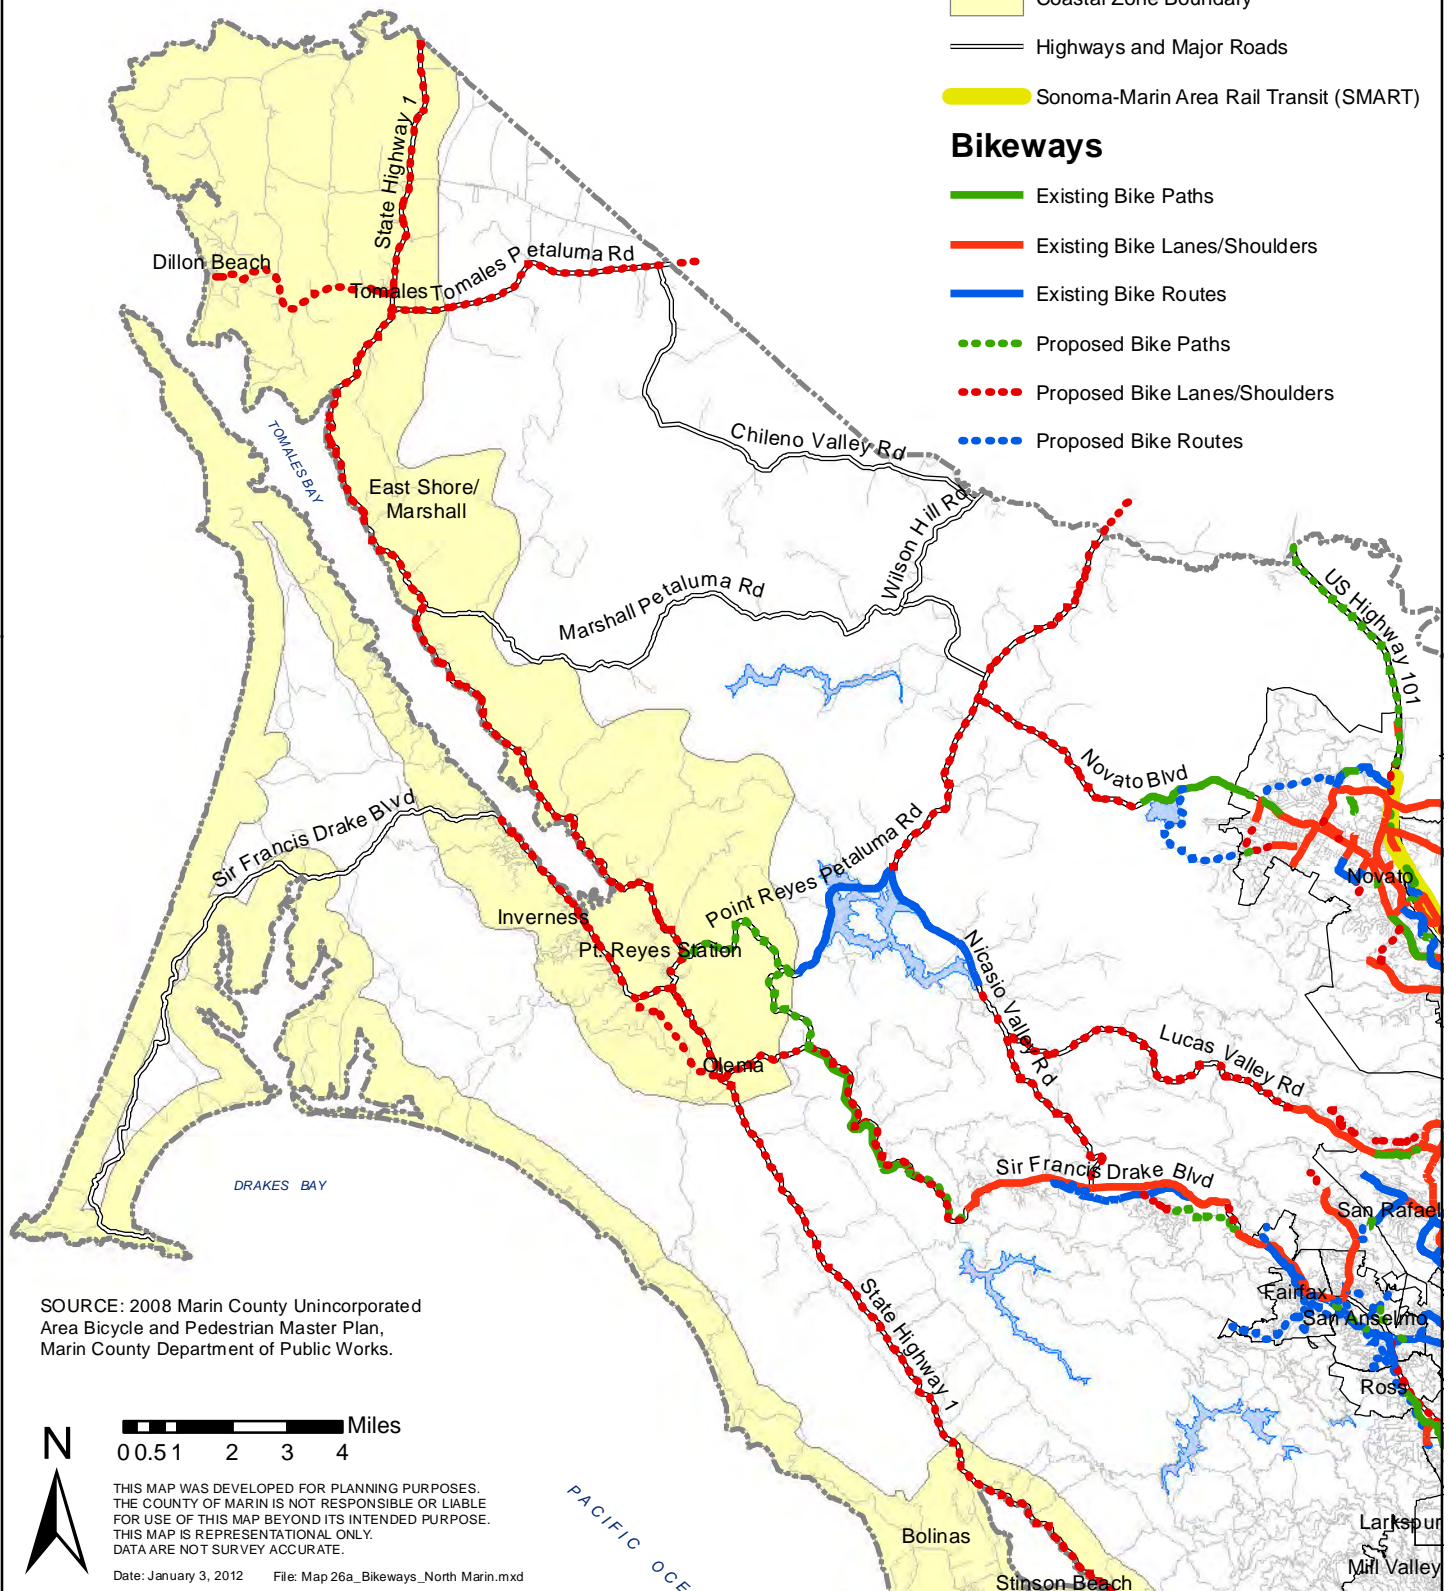 Coastal Zone Boundary
Highways and Major Roads
Sonoma-Marin Area Rail Transit (SMART)
Bikeways
Existing Bike Paths
Existing Bike Lanes/Shoulders
Existing Bike Routes
Proposed Bike Paths
Proposed Bike Lanes/Shoulders
Proposed Bike Routes
State Highway 1
Dillon Beach
Tomales
Tomales Petaluma Rd
TOMALES BAY
Chileno Valley Rd
East Shore/
Marshall
Wilson Hill Rd
Marshall Petaluma Rd
US Highway 101
Novato Blvd
Sir Francis Drake Blvd
Point Reyes Petaluma Rd
Novato
Inverness
Pt. Reyes Station
Nicasio Valley Rd
Lucas Valley Rd
Olema
Sir Francis Drake Blvd
DRAKES BAY
San Rafael
Fairfax
San Anselmo
State Highway 1
Ross
SOURCE: 2008 Marin County Unincorporated
Area Bicycle and Pedestrian Master Plan,
Marin County Department of Public Works.
N
Miles
0 0.5 1 2 3 4
THIS MAP WAS DEVELOPED FOR PLANNING PURPOSES.
THE COUNTY OF MARIN IS NOT RESPONSIBLE OR LIABLE
FOR USE OF THIS MAP BEYOND ITS INTENDED PURPOSE.
THIS MAP IS REPRESENTATIONAL ONLY.
DATA ARE NOT SURVEY ACCURATE.
Date: January 3, 2012 File: Map 26a_Bikeways_North Marin.mxd
PACIFIC OCE
Bolinas
Stinson Beach
Larkspur
Mill Valley